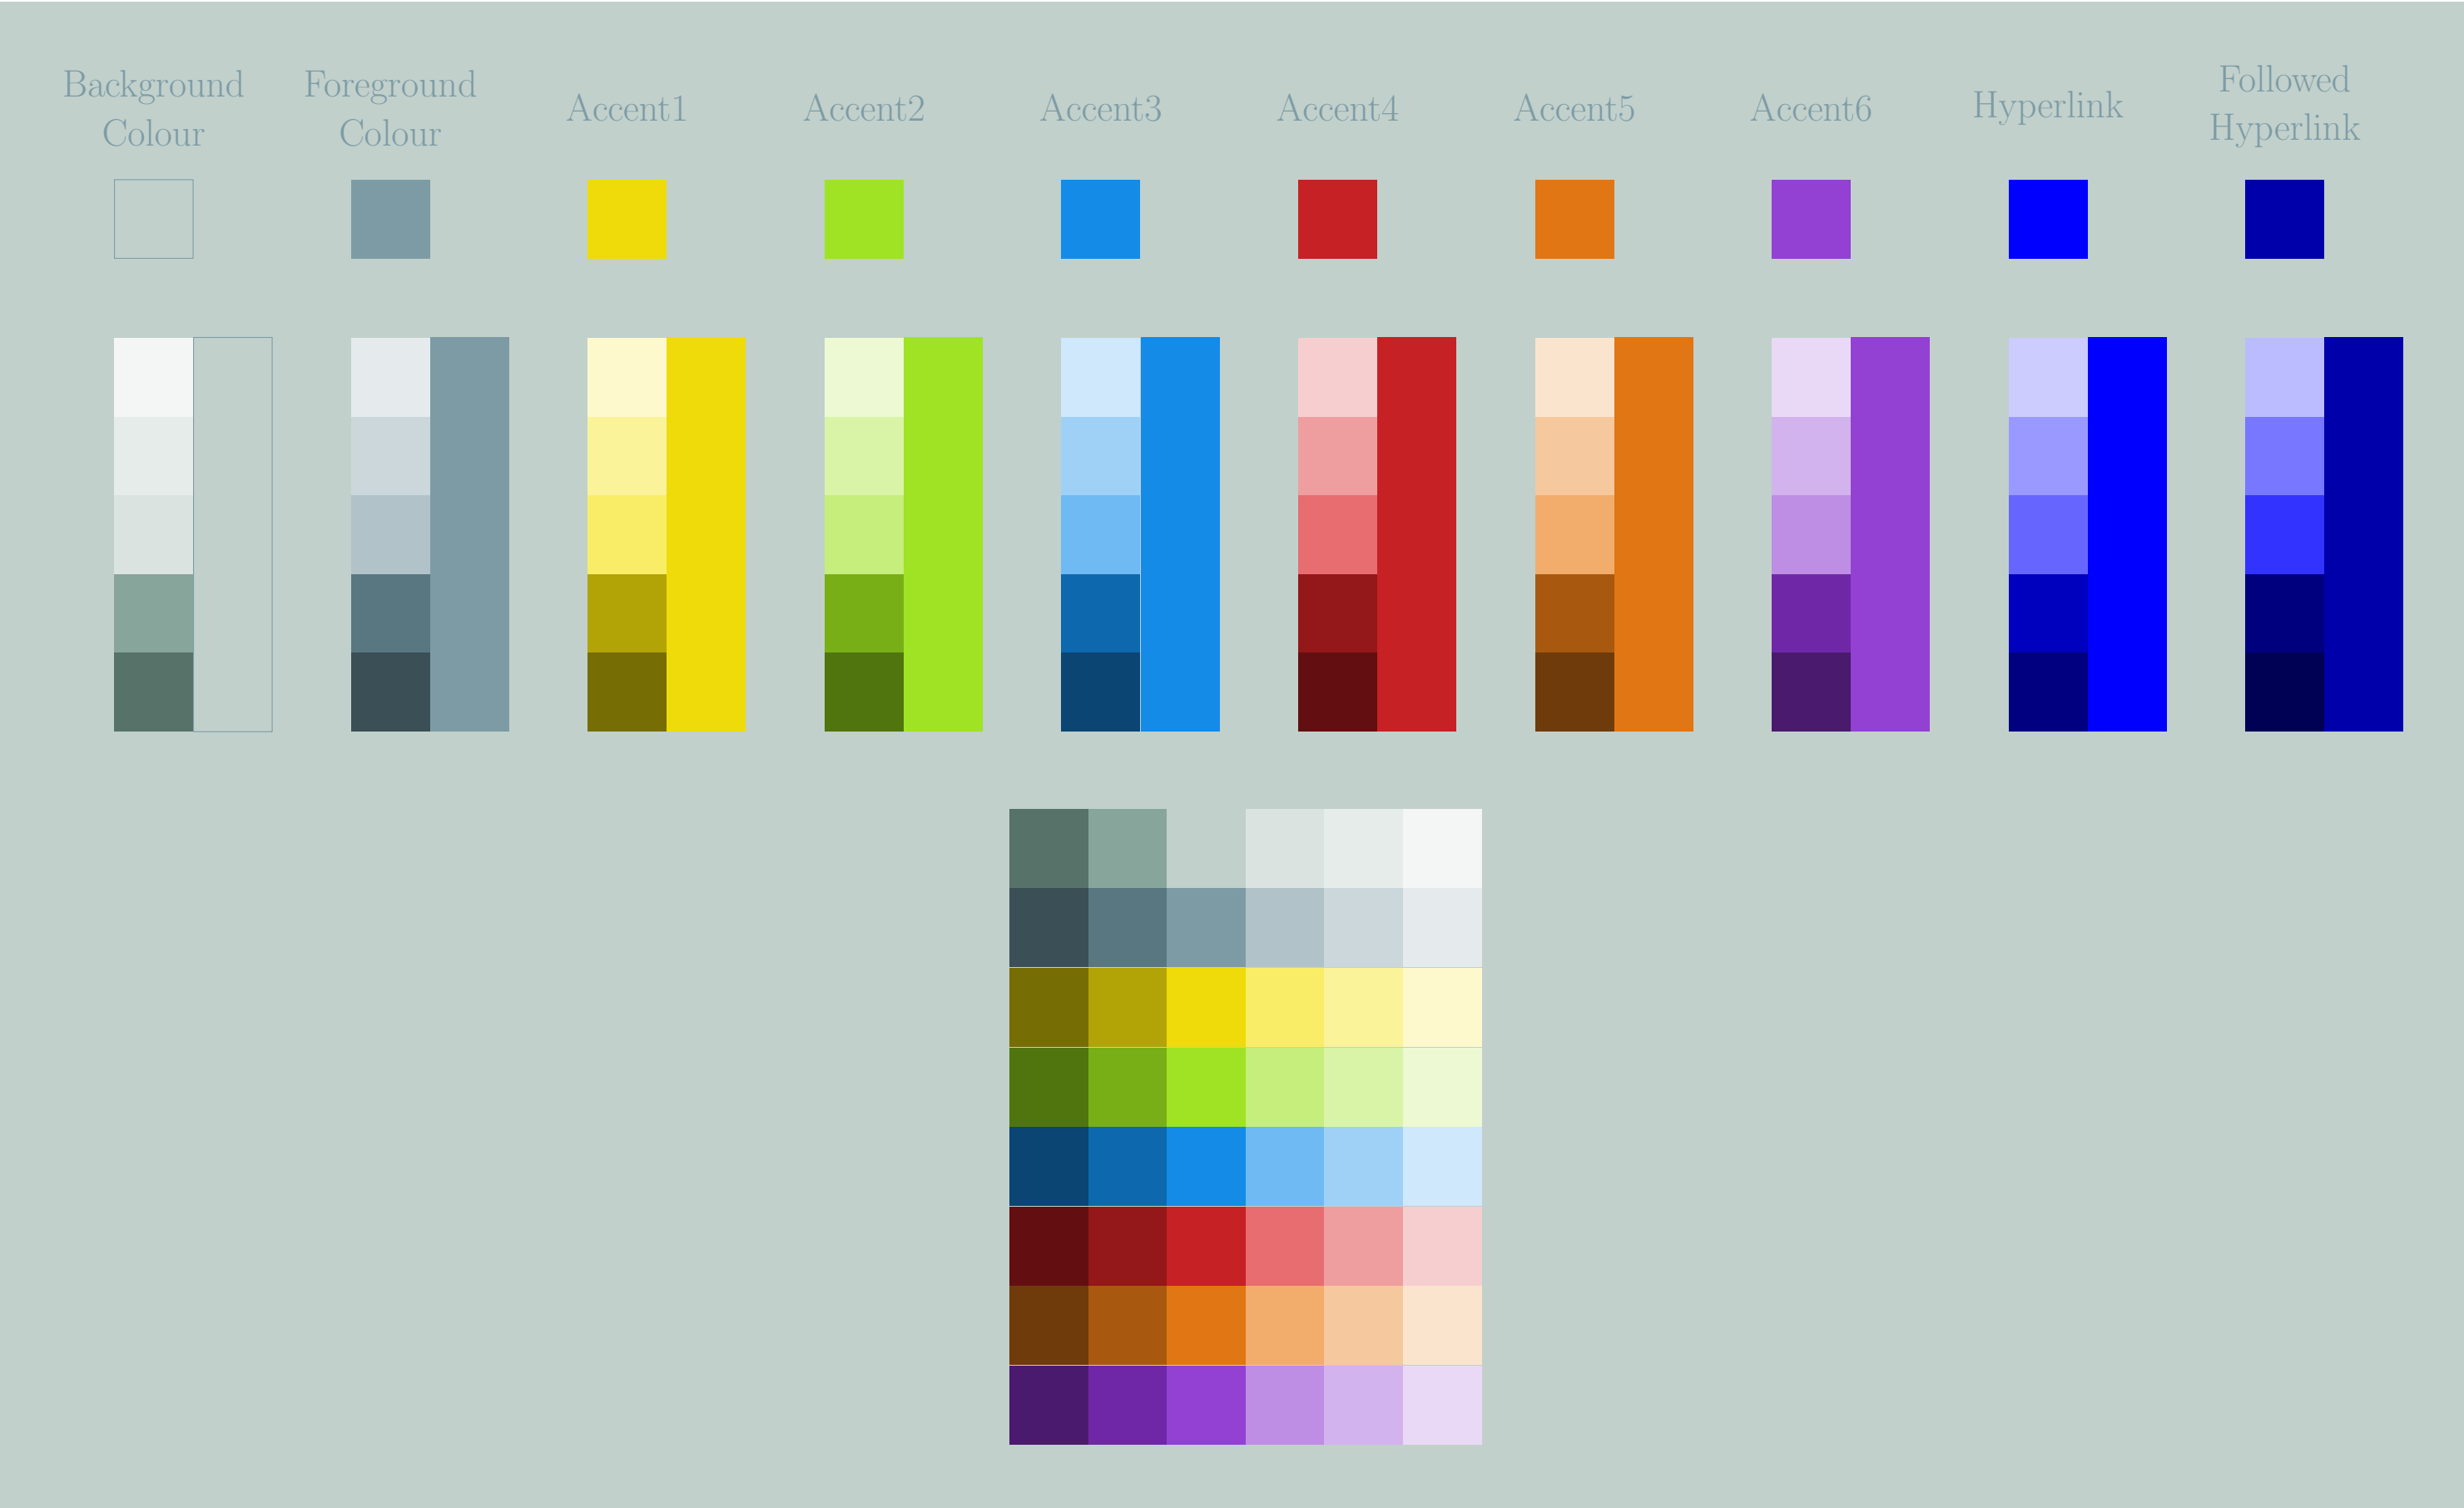 Background
Colour
Foreground
Colour
Accent1
Accent2
Accent3
Accent4
Accent5
Accent6
Hyperlink
Followed
Hyperlink